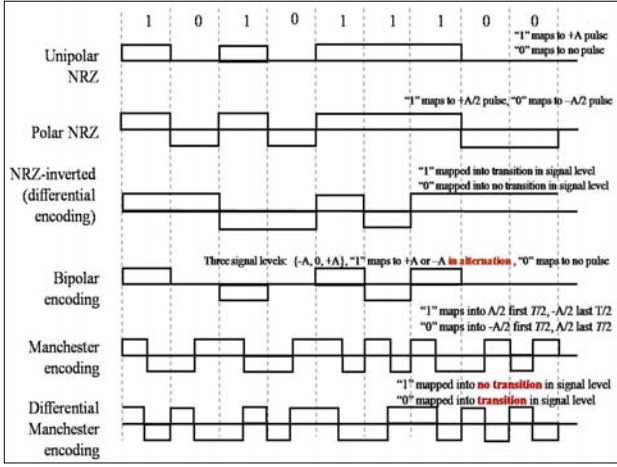 1 0 1 0 1 1 1 0 0
"1" maps to +A pulse
"0" maps to no pulse
Unipolar
NRZ
"1" maps to +A/2 pulse, "0" maps to –A/2 pulse
Polar NRZ
NRZ-inverted
(differential
encoding)
"1" mapped into transition in signal level
"0" mapped into no transition in signal level
Three signal levels: {-A, 0, +A}, "1" maps to +A or –A in alternation, "0" maps to no pulse
Bipolar
encoding
"1" maps into A/2 first T/2, -A/2 last T/2
"0" maps into -A/2 first T/2, A/2 last T/2
Manchester
encoding
"1" mapped into no transition in signal level
"0" mapped into transition in signal level
Differential
Manchester
encoding